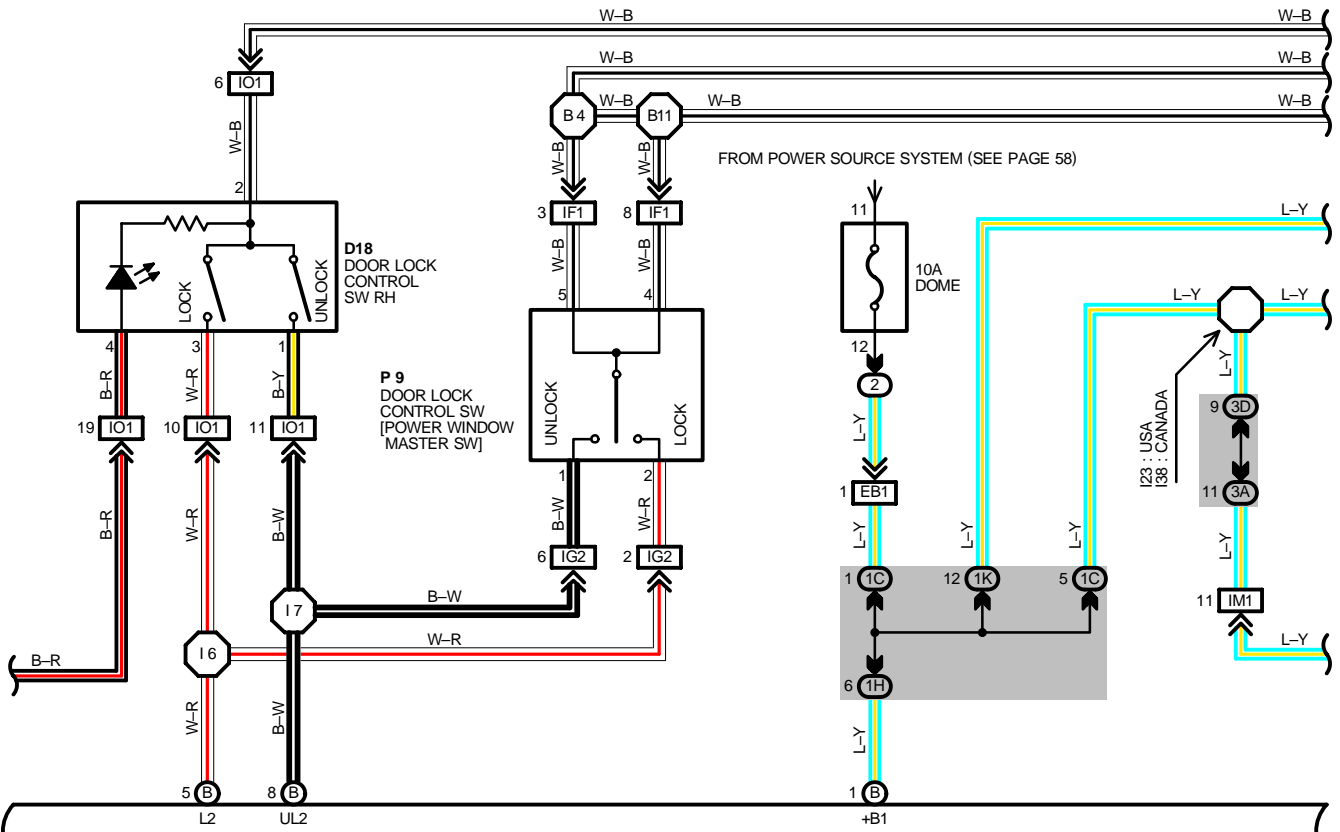 W–B W–B
W–B W–B
6 IO1
B 4 W–B B11 W–B W–B
W–B
W–B W–B
FROM POWER SOURCE SYSTEM (SEE PAGE 58)
2
3 IF1 8 IF1
11
L–Y
D18
DOOR LOCK
CONTROL
SW RH
LOCK
UNLOCK
W–B W–B
10A
DOME
5 4
L–Y L–Y
4 3 1
12
2
B–R W–R B–Y
P 9
DOOR LOCK
CONTROL SW
[POWER WINDOW
MASTER SW]
UNLOCK
LOCK
L–Y
L–Y
I23 : USA
I38 : CANADA
9 3D
19 IO1 10 IO1 11 IO1
1 2
1 EB1
11 3A
B–R W–R B–W
B–W W–R
L–Y L–Y L–Y
L–Y
6 IG2 2 IG2
1 1C 12 1K 5 1C
11 IM1
I 7 B–W
I 6 W–R
L–Y
B–R
6 1H
W–R B–W
L–Y
5 B 8 B 1 B
L2 UL2 +B1